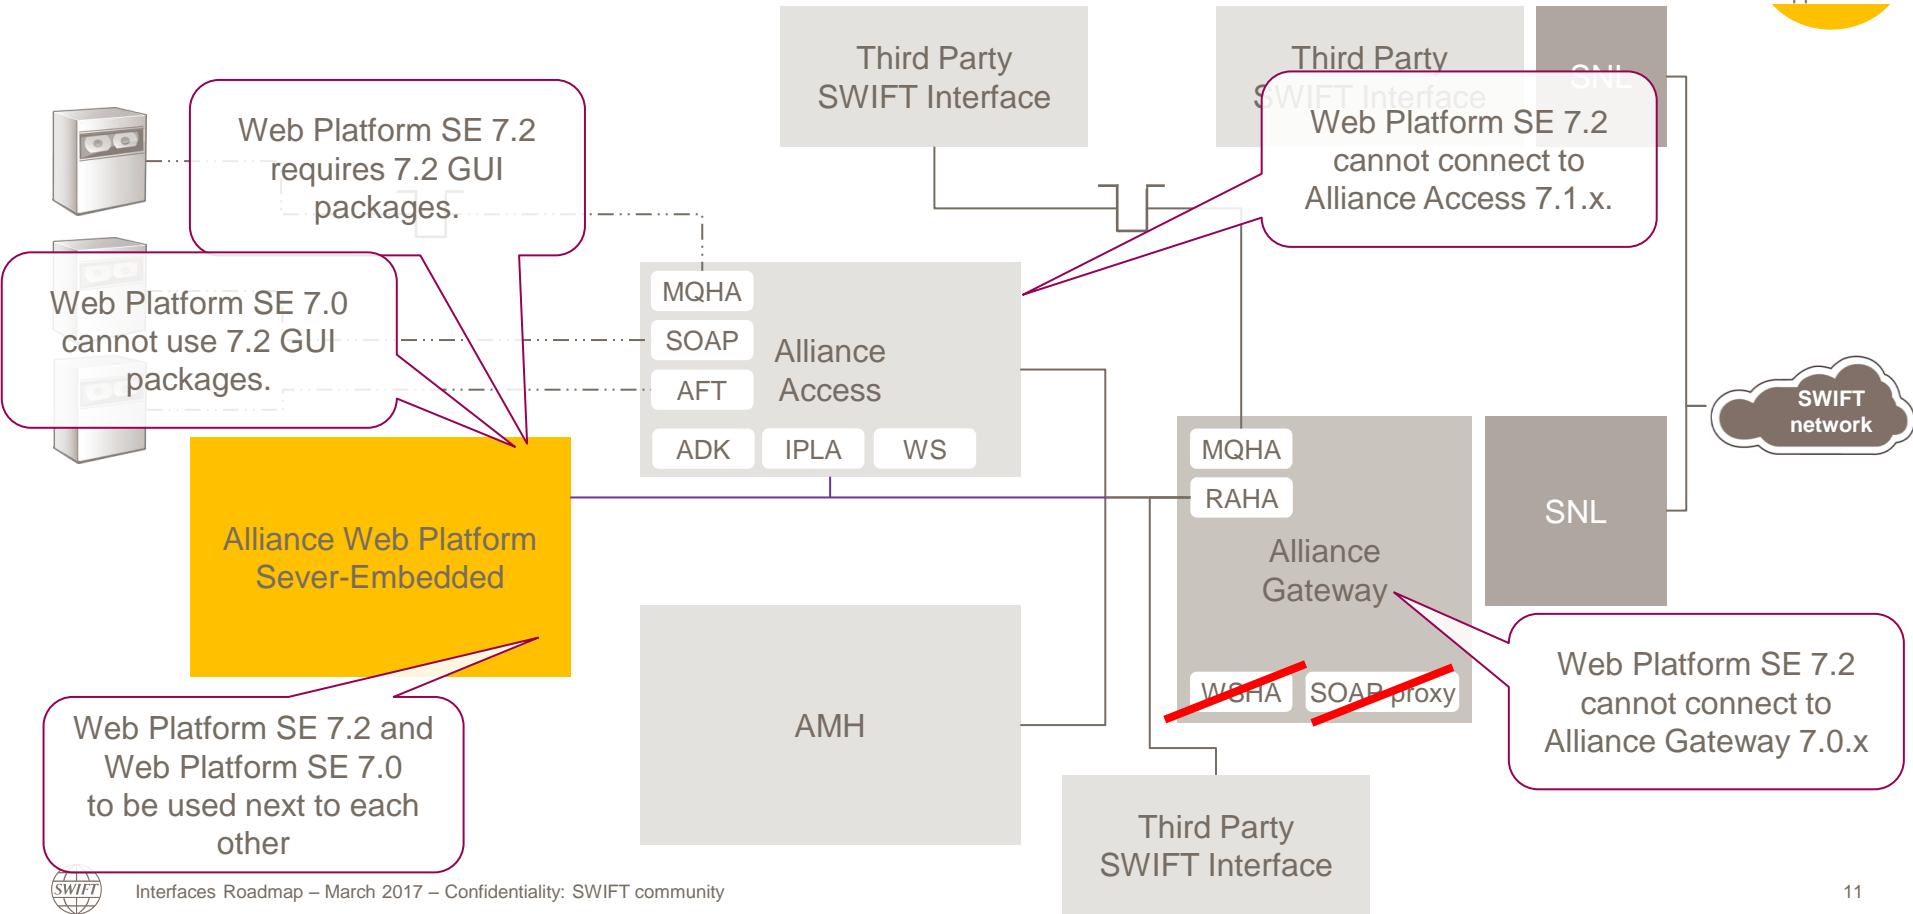 Third Party
SWIFT Interface
Third Party
SWIFT Interface
SNL
Web Platform SE 7.2
requires 7.2 GUI
packages.
Web Platform SE 7.2
cannot connect to
Alliance Access 7.1.x.
Web Platform SE 7.0
cannot use 7.2 GUI
packages.
MQHA
SOAP
AFT
Alliance
Access
ADK
IPLA
WS
SWIFT
network
MQHA
RAHA
Alliance
Gateway
SNL
Alliance Web Platform
Sever-Embedded
WSHA
SOAP proxy
Web Platform SE 7.2
cannot connect to
Alliance Gateway 7.0.x
AMH
Web Platform SE 7.2 and
Web Platform SE 7.0
to be used next to each
other
Third Party
SWIFT Interface
SWIFT
Interfaces Roadmap – March 2017 – Confidentiality: SWIFT community
11